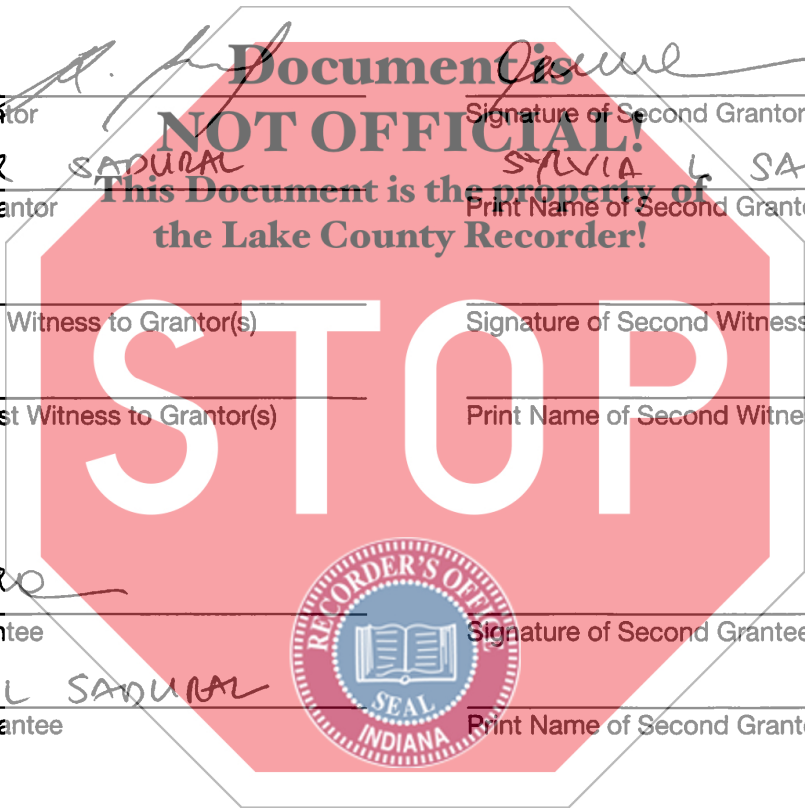 Document is
tor Signature of Second Grantor
NOT OFFICIAL!
R SADURAL SYLVIA L SA
This Document is the property of
antor Print Name of Second Grant
the Lake County Recorder!
Witness to Grantor(s) Signature of Second Witness
STOP
st Witness to Grantor(s) Print Name of Second Witne
RECORDER'S OFFICE
ntee Signature of Second Grantee
L SADURAL
SEAL
antee Print Name of Second Grant
INDIANA